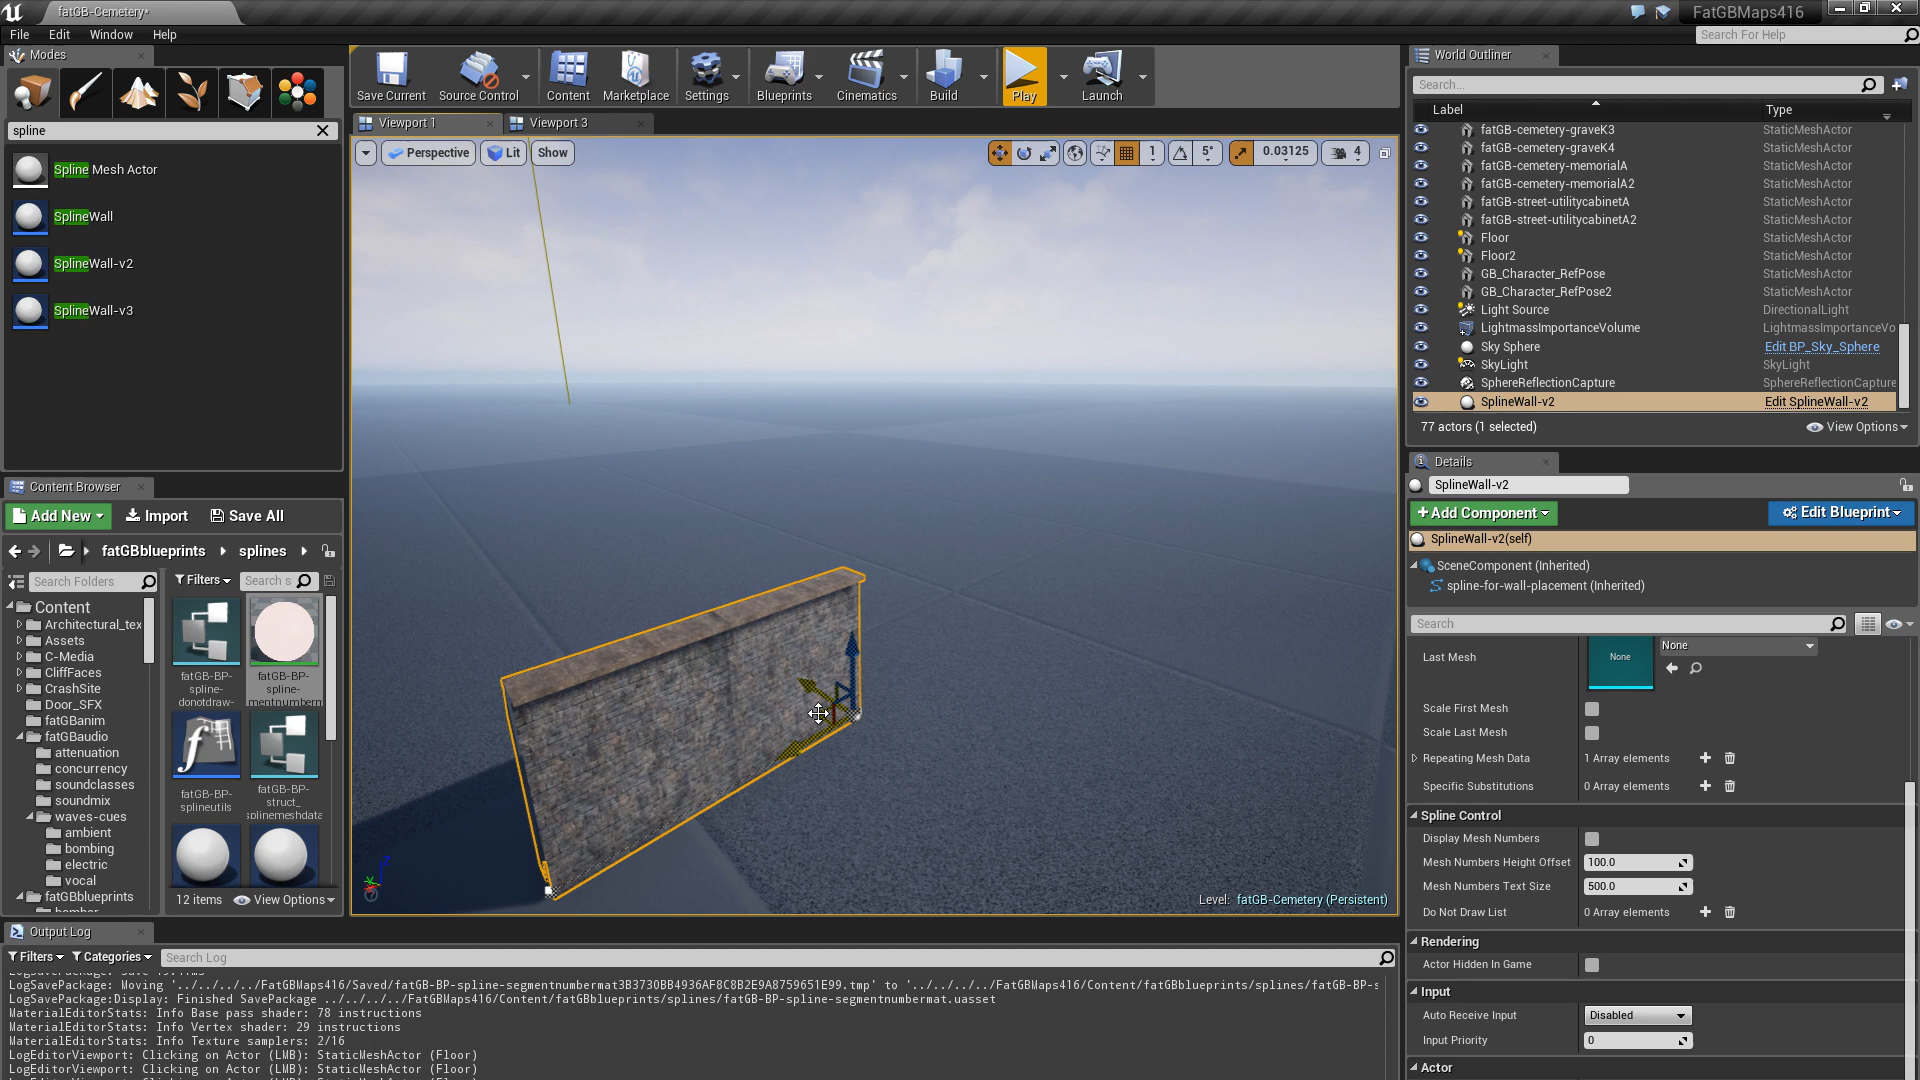 fatGB-Cemetery*
FatGBMaps416
File Edit Window Help
Search For Help
Modes
spline
Spline Mesh Actor
SplineWall
SplineWall-v2
SplineWall-v3
Save Current
Source Control
Content
Marketplace
Settings
Blueprints
Cinematics
Build
Play
Launch
Viewport 1
Viewport 3
Perspective
Lit
Show
1
5°
0.03125
4
Level: fatGB-Cemetery (Persistent)
World Outliner
Search...
Label Type
fatGB-cemetery-graveK3 StaticMeshActor
fatGB-cemetery-graveK4 StaticMeshActor
fatGB-cemetery-memorialA StaticMeshActor
fatGB-cemetery-memorialA2 StaticMeshActor
fatGB-street-utilitycabinetA StaticMeshActor
fatGB-street-utilitycabinetA2 StaticMeshActor
Floor StaticMeshActor
Floor2 StaticMeshActor
GB_Character_RefPose StaticMeshActor
GB_Character_RefPose2 StaticMeshActor
Light Source DirectionalLight
LightmassImportanceVolume LightmassImportanceVo
Sky Sphere Edit BP_Sky_Sphere
SkyLight SkyLight
SphereReflectionCapture SphereReflectionCapture
SplineWall-v2 Edit SplineWall-v2
77 actors (1 selected) View Options
Details
SplineWall-v2
+Add Component Edit Blueprint
SplineWall-v2(self)
SceneComponent (Inherited)
spline-for-wall-placement (Inherited)
Search
Last Mesh None None
Scale First Mesh
Scale Last Mesh
Repeating Mesh Data 1 Array elements
Specific Substitutions 0 Array elements
Spline Control
Display Mesh Numbers
Mesh Numbers Height Offset 100.0
Mesh Numbers Text Size 500.0
Do Not Draw List 0 Array elements
Rendering
Actor Hidden In Game
Input
Auto Receive Input Disabled
Input Priority 0
Actor
Content Browser
Add New Import Save All
fatGBblueprints splines
Search Folders
Filters Search s
Content
Architectural_tex
Assets
C-Media
CliffFaces
CrashSite
Door_SFX
fatGBanim
fatGBaudio
attenuation
concurrency
soundclasses
soundmix
waves-cues
ambient
bombing
electric
vocal
fatGBblueprints
fatGB-BP-
spline-
donotdraw-
fatGB-BP-
spline-
mentnumbern
fatGB-BP-
splineutils
fatGB-BP-
struct_
splinemeshdata
12 items View Options
Output Log
Filters Categories Search Log
LogSavePackage: Moving '../../../../FatGBMaps416/Saved/fatGB-BP-spline-segmentnumbermat3B3730BB4936AF8C8B2E9A8759651E99.tmp' to '../../../../FatGBMaps416/Content/fatGBblueprints/splines/fatGB-BP-s
LogSavePackage:Display: Finished SavePackage ../../../../FatGBMaps416/Content/fatGBblueprints/splines/fatGB-BP-spline-segmentnumbermat.uasset
MaterialEditorStats: Info Base pass shader: 78 instructions
MaterialEditorStats: Info Vertex shader: 29 instructions
MaterialEditorStats: Info Texture samplers: 2/16
LogEditorViewport: Clicking on Actor (LMB): StaticMeshActor (Floor)
LogEditorViewport: Clicking on Actor (LMB): StaticMeshActor (Floor)